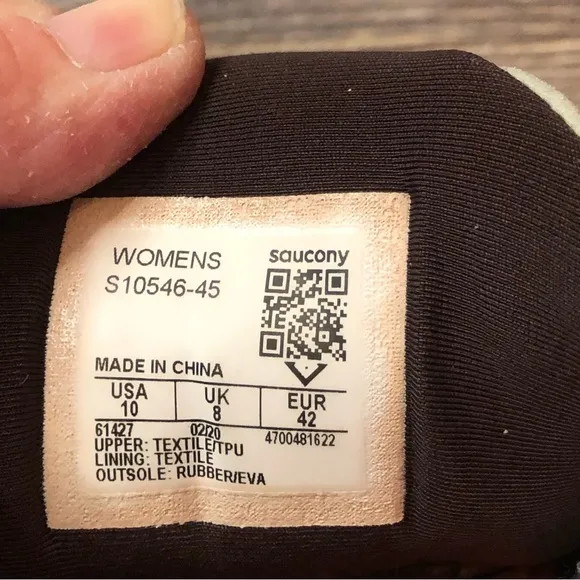 WOMENS
S10546-45
saucony
MADE IN CHINA
USA UK EUR
10 8 42
61427 02/20 4700481622
UPPER: TEXTILE/TPU
LINING: TEXTILE
OUTSOLE: RUBBER/EVA